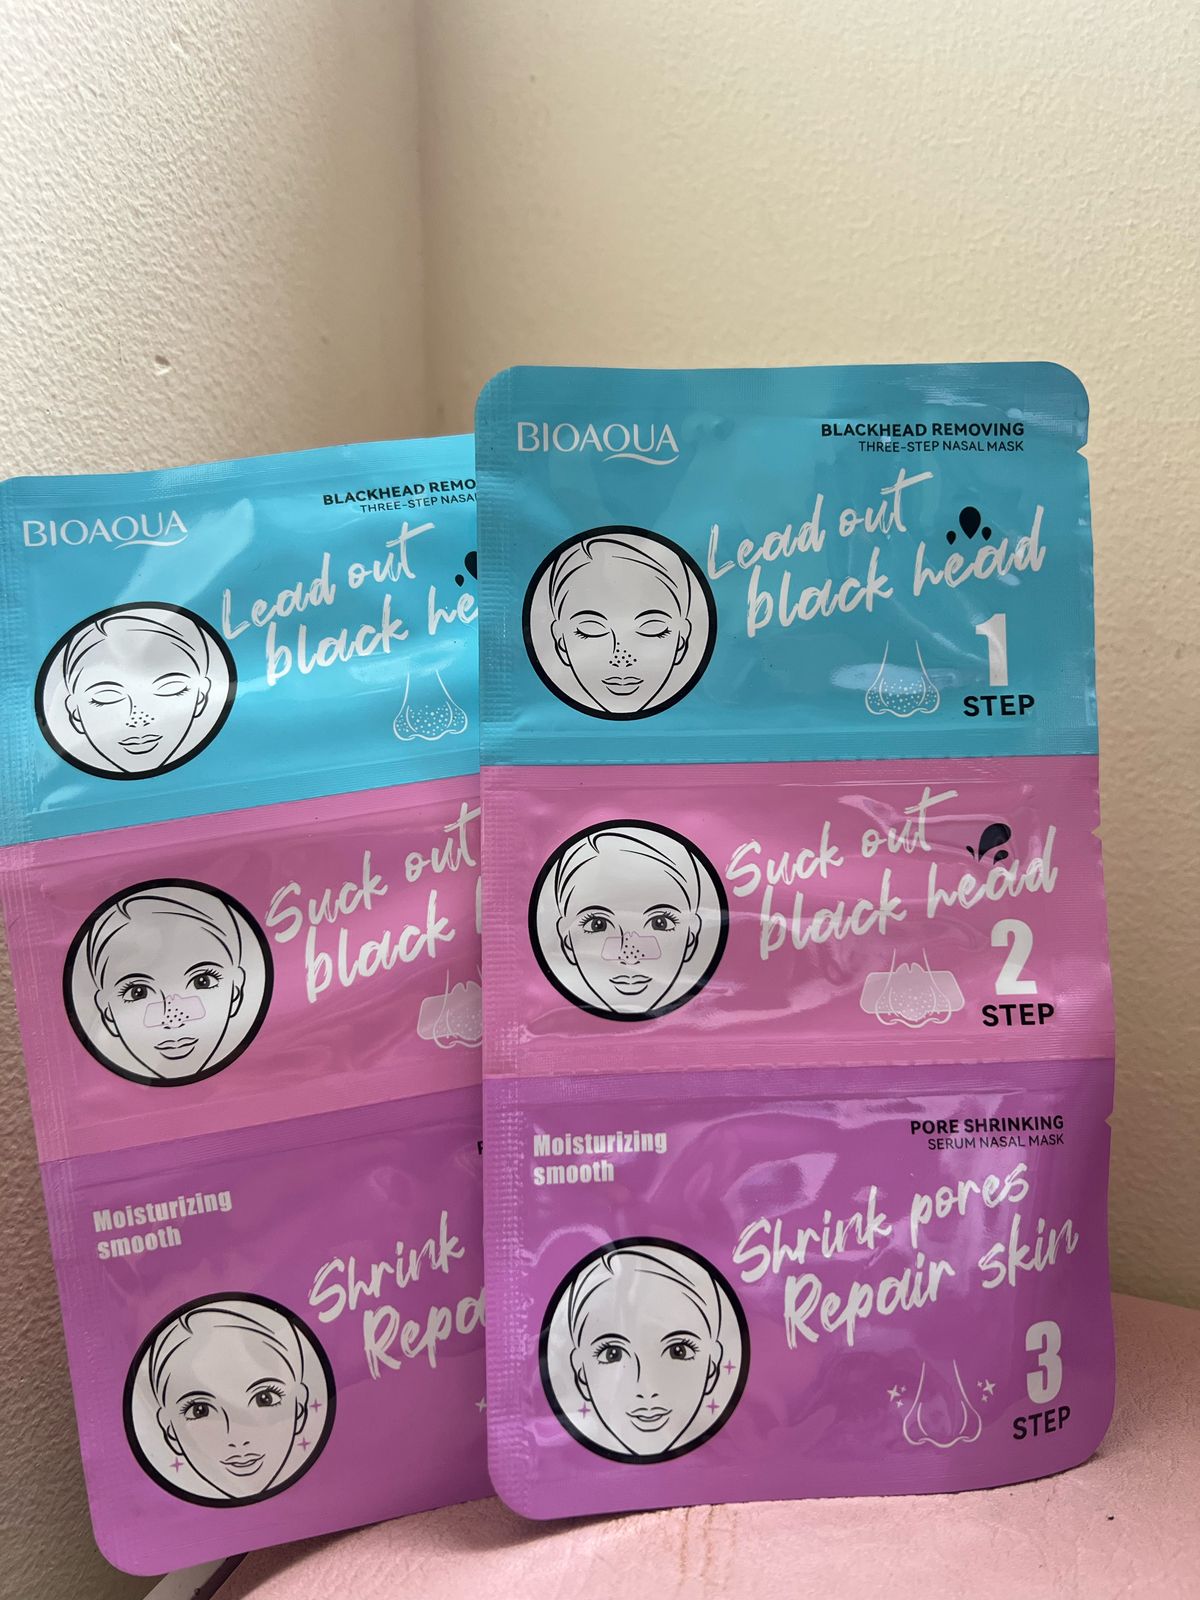 BIOAQUA
BLACKHEAD REMO
THREE-STEP NASA
Lead out
black he
Suck out
black
Moisturizing
smooth
Shrink
Repa
BIOAQUA
BLACKHEAD REMOVING
THREE-STEP NASAL MASK
Lead out
black head
1
STEP
Suck out
black head
2
STEP
Moisturizing
smooth
PORE SHRINKING
SERUM NASAL MASK
Shrink pores
Repair skin
3
STEP